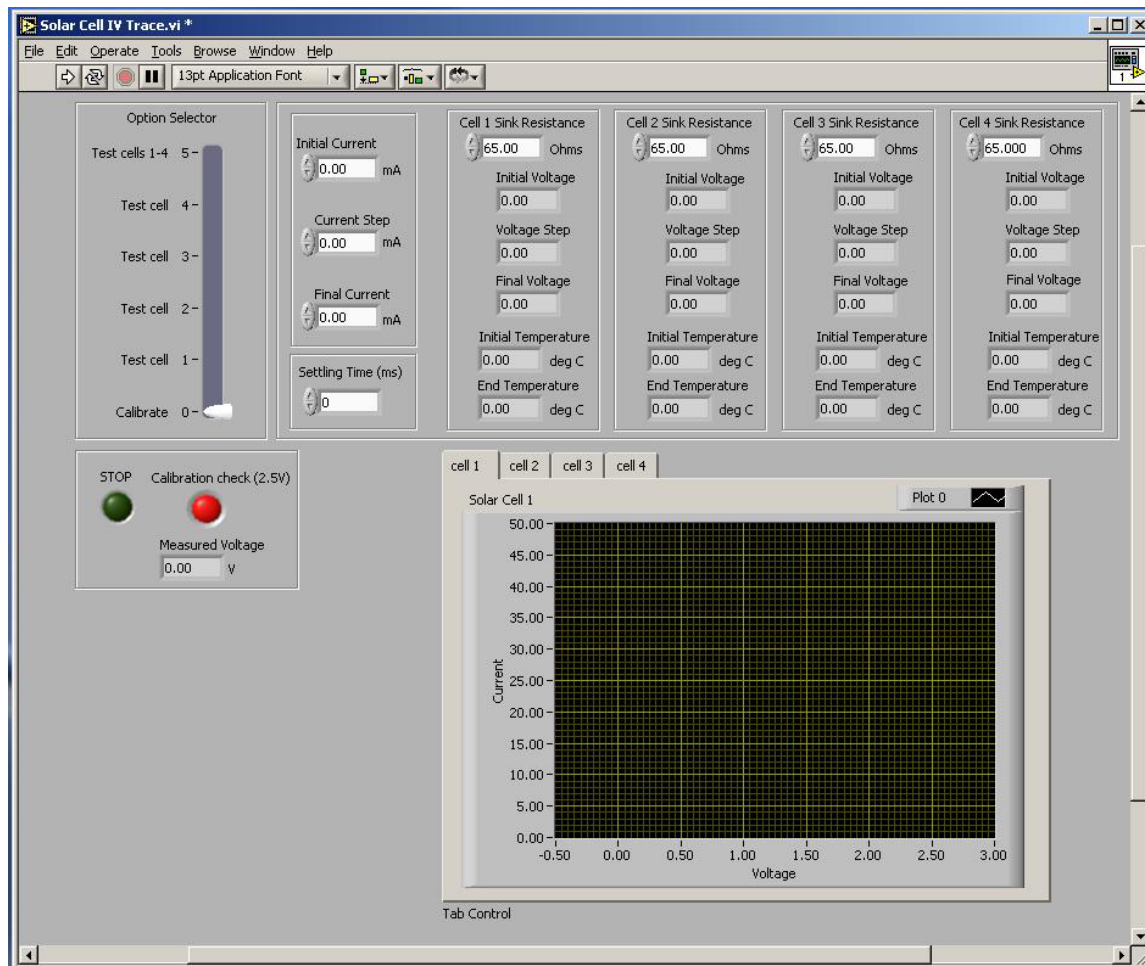 Solar Cell IV Trace.vi *
File Edit Operate Tools Browse Window Help
13pt Application Font
1
Option Selector
Test cells 1-4 5
Test cell 4
Test cell 3
Test cell 2
Test cell 1
Calibrate 0
Initial Current
0.00 mA
Current Step
0.00 mA
Final Current
0.00 mA
Settling Time (ms)
0
Cell 1 Sink Resistance
65.00 Ohms
Initial Voltage
0.00
Voltage Step
0.00
Final Voltage
0.00
Initial Temperature
0.00 deg C
End Temperature
0.00 deg C
Cell 2 Sink Resistance
65.00 Ohms
Initial Voltage
0.00
Voltage Step
0.00
Final Voltage
0.00
Initial Temperature
0.00 deg C
End Temperature
0.00 deg C
Cell 3 Sink Resistance
65.00 Ohms
Initial Voltage
0.00
Voltage Step
0.00
Final Voltage
0.00
Initial Temperature
0.00 deg C
End Temperature
0.00 deg C
Cell 4 Sink Resistance
65.000 Ohms
Initial Voltage
0.00
Voltage Step
0.00
Final Voltage
0.00
Initial Temperature
0.00 deg C
End Temperature
0.00 deg C
STOP Calibration check (2.5V)
Measured Voltage
0.00 V
cell 1 cell 2 cell 3 cell 4
Solar Cell 1 Plot 0
50.00
45.00
40.00
35.00
30.00
25.00
20.00
15.00
10.00
5.00
0.00
Current
-0.50 0.00 0.50 1.00 1.50 2.00 2.50 3.00
Voltage
Tab Control